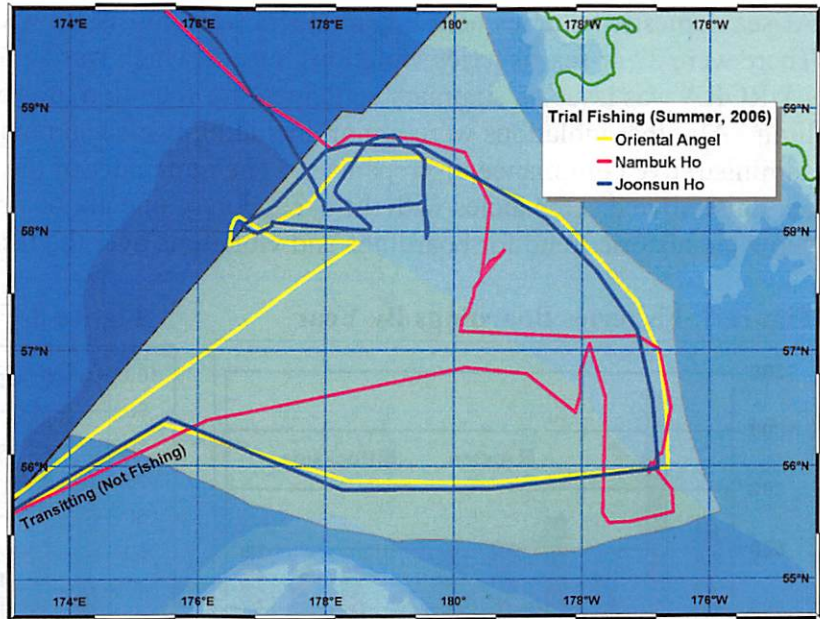 174°E 176°E 178°E 180° 178°W 176°W
59°N 59°N
Trial Fishing (Summer, 2006)
Oriental Angel
Nambuk Ho
Joonsun Ho
58°N 58°N
57°N 57°N
56°N 56°N
Transitting (Not Fishing)
55°N
174°E 176°E 178°E 180° 178°W 176°W